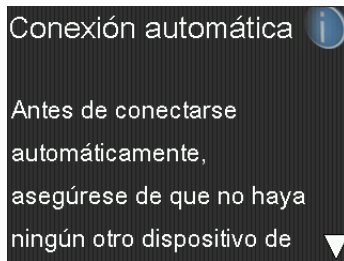 Conexión automática
Antes de conectarse
automáticamente,
asegúrese de que no haya
ningún otro dispositivo de